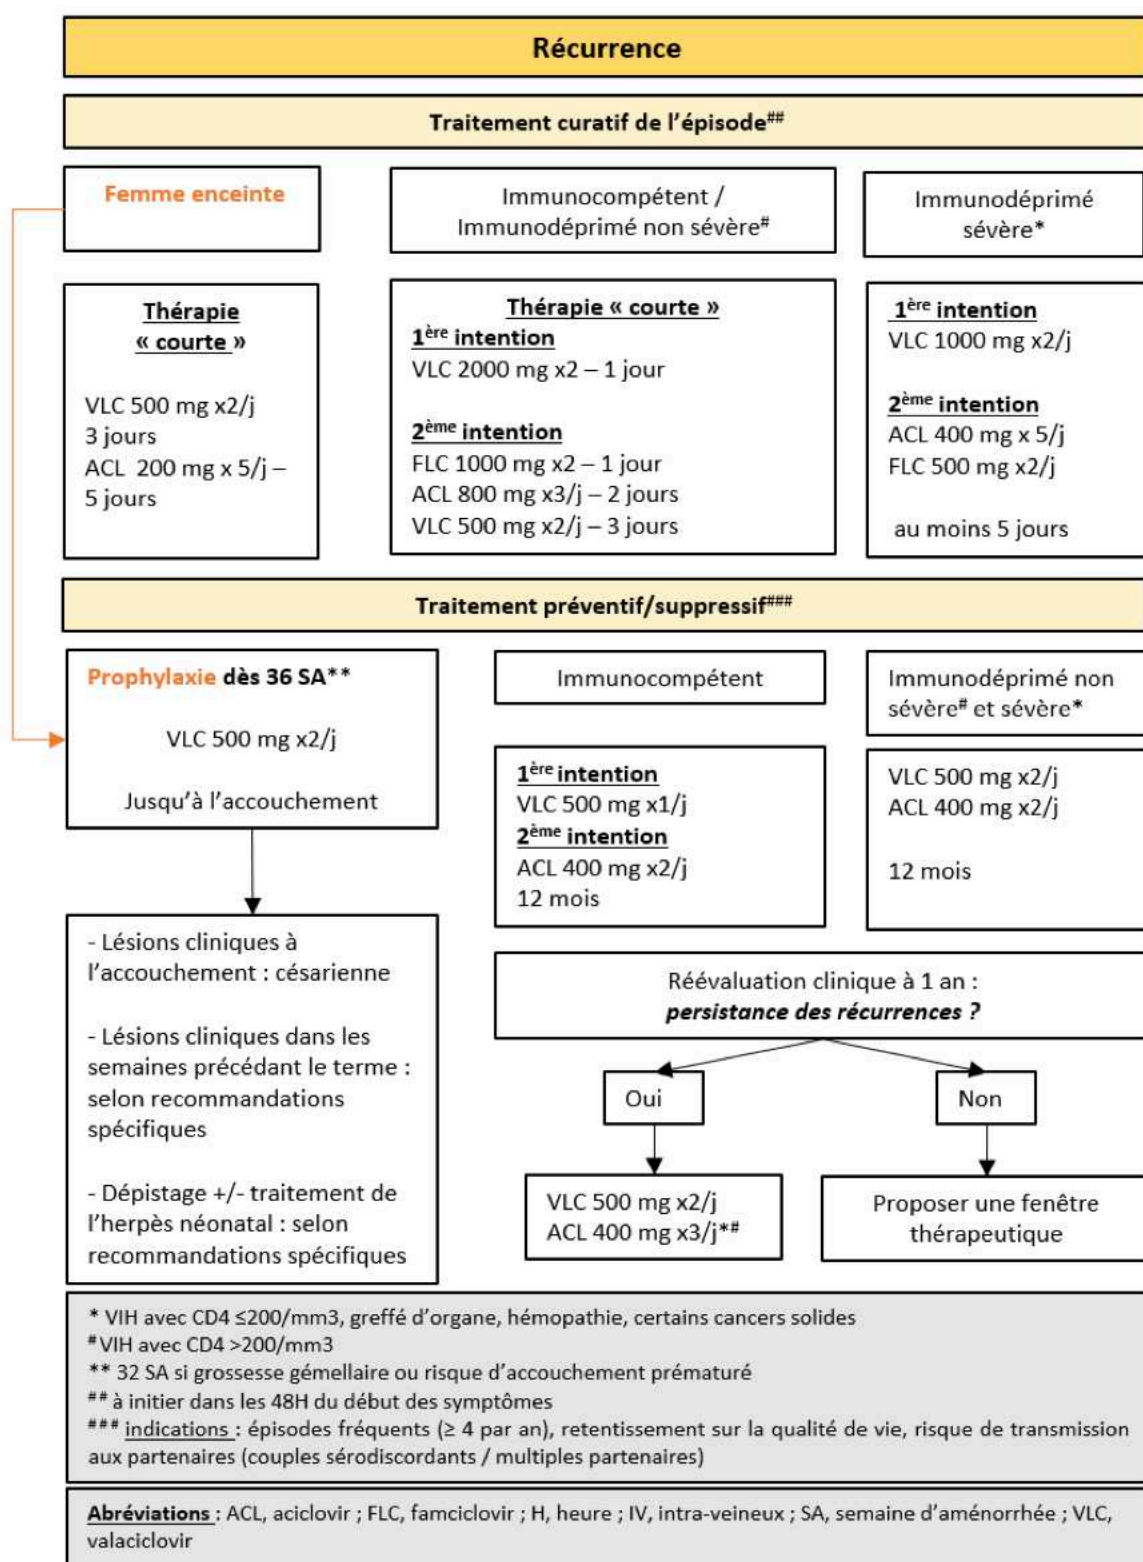 Récurrence
Traitement curatif de l'épisode##
Femme enceinte
Thérapie
« courte »
VLC 500 mg x2/j
3 jours
ACL 200 mg x 5/j –
5 jours
Immunocompétent /
Immunodéprimé non sévère#
Thérapie « courte »
1ère intention
VLC 2000 mg x2 – 1 jour
2ème intention
FLC 1000 mg x2 – 1 jour
ACL 800 mg x3/j – 2 jours
VLC 500 mg x2/j – 3 jours
Immunodéprimé
sévère*
1ère intention
VLC 1000 mg x2/j
2ème intention
ACL 400 mg x 5/j
FLC 500 mg x2/j
au moins 5 jours
Traitement préventif/suppressif###
Prophylaxie dès 36 SA**
VLC 500 mg x2/j
Jusqu'à l'accouchement
- Lésions cliniques à
l'accouchement : césarienne
- Lésions cliniques dans les
semaines précédant le terme :
selon recommandations
spécifiques
- Dépistage +/- traitement de
l'herpès néonatal : selon
recommandations spécifiques
Immunocompétent
1ère intention
VLC 500 mg x1/j
2ème intention
ACL 400 mg x2/j
12 mois
Immunodéprimé non
sévère# et sévère*
VLC 500 mg x2/j
ACL 400 mg x2/j
12 mois
Réévaluation clinique à 1 an :
persistance des récurrences ?
Oui
Non
VLC 500 mg x2/j
ACL 400 mg x3/j*#
Proposer une fenêtre
thérapeutique
* VIH avec CD4 ≤200/mm3, greffé d'organe, hémopathie, certains cancers solides
# VIH avec CD4 >200/mm3
** 32 SA si grossesse gémellaire ou risque d'accouchement prématuré
## à initier dans les 48H du début des symptômes
### indications : épisodes fréquents (≥ 4 par an), retentissement sur la qualité de vie, risque de transmission
aux partenaires (couples sérodiscordants / multiples partenaires)
Abréviations : ACL, aciclovir ; FLC, famciclovir ; H, heure ; IV, intra-veineux ; SA, semaine d'aménorrhée ; VLC,
valaciclovir